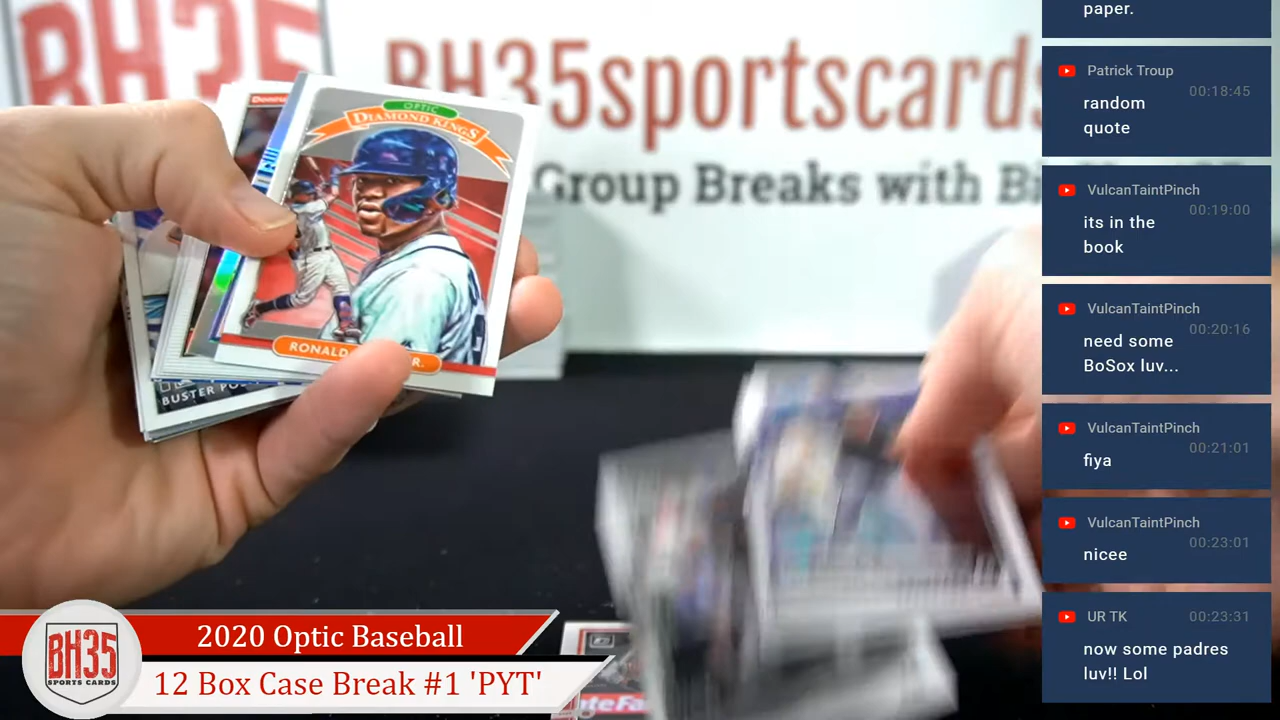 BH35
BH35sportscards
Group Breaks with
OPTIC
DIAMOND KINGS
RONALD
R.
BUSTER
paper.
Patrick Troup
00:18:45
random
quote
VulcanTaintPinch
00:19:00
its in the
book
VulcanTaintPinch
00:20:16
need some
BoSox luv...
VulcanTaintPinch
00:21:01
fiya
VulcanTaintPinch
00:23:01
nicee
UR TK
00:23:31
now some padres
luv!! Lol
BH35
SPORTS CARDS
2020 Optic Baseball
12 Box Case Break #1 'PYT'